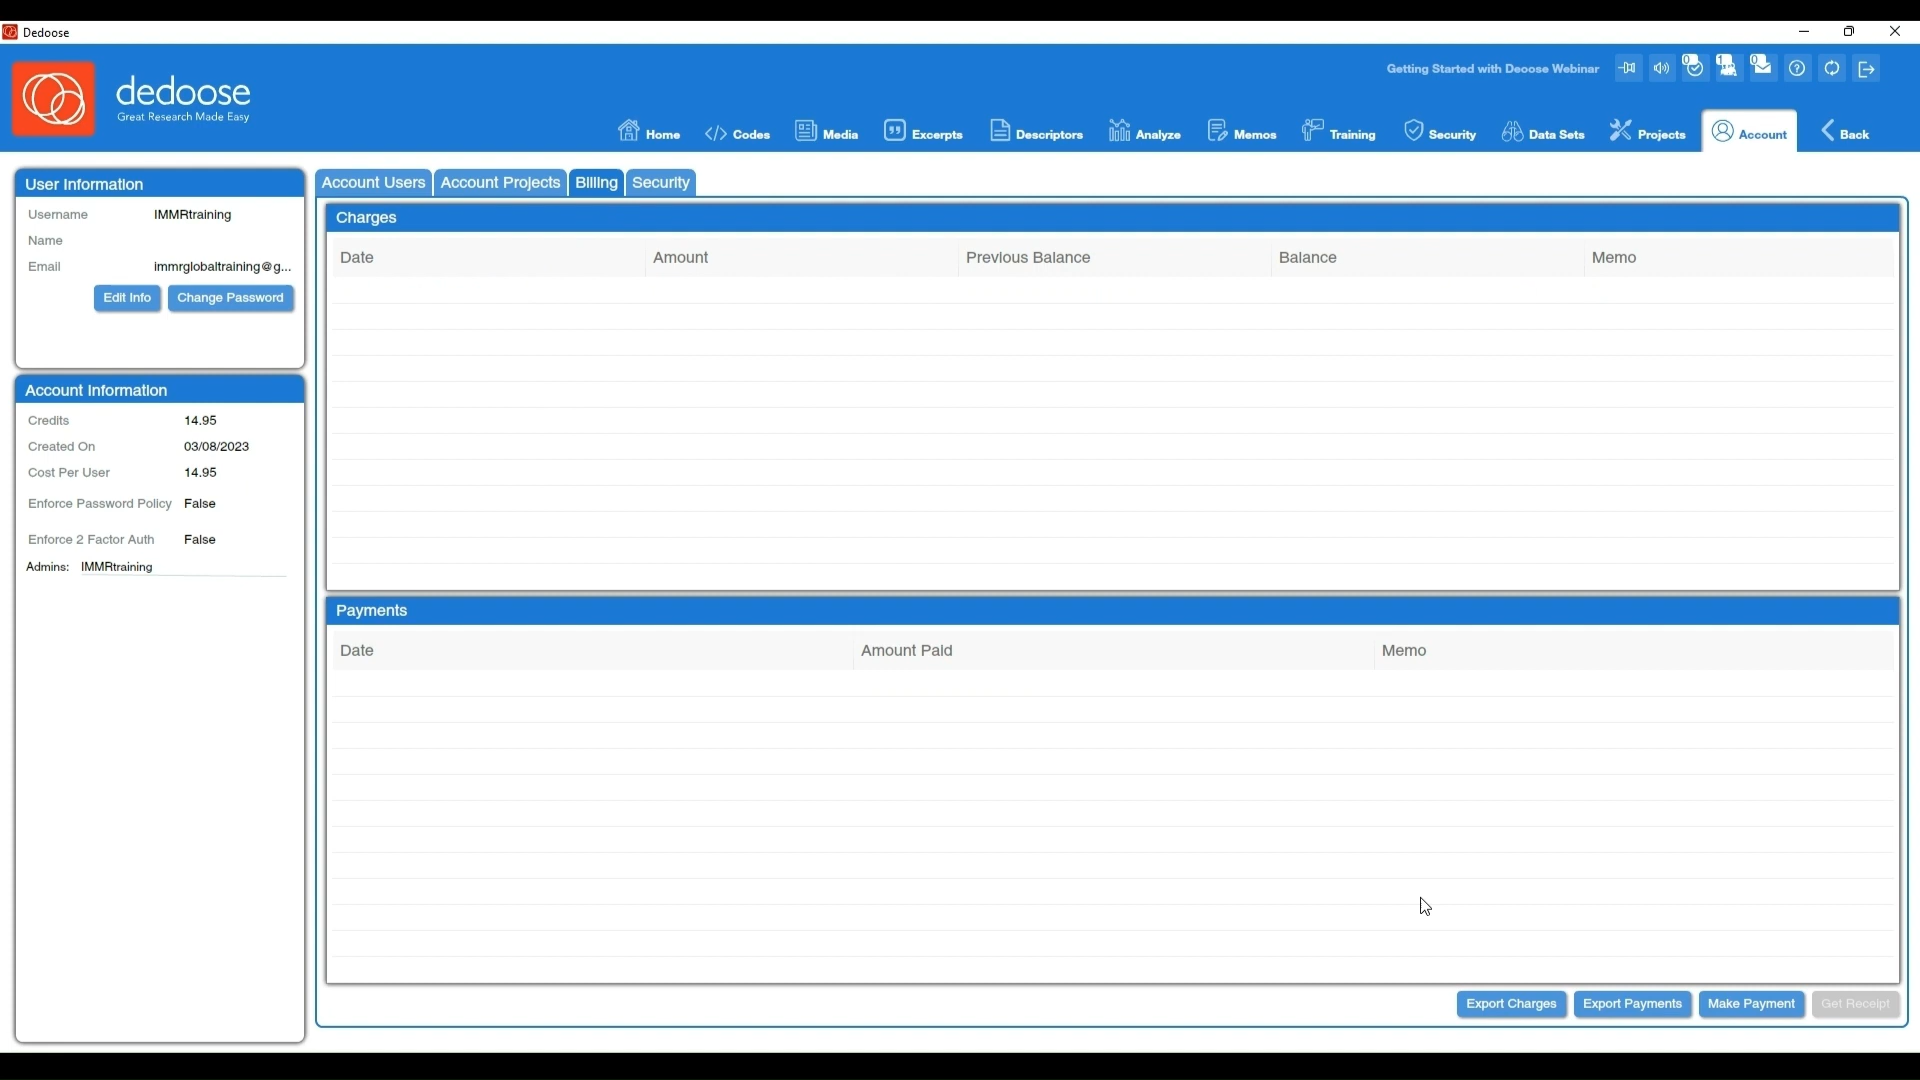 Dedoose
dedoose
Great Research Made Easy
Getting Started with Deoose Webinar
0 1 0
Home Codes Media Excerpts Descriptors Analyze Memos Training Security Data Sets Projects Account Back
User Information
Username IMMRtraining
Name
Email immrglobaltraining@g...
Edit Info Change Password
Account Information
Credits 14.95
Created On 03/08/2023
Cost Per User 14.95
Enforce Password Policy False
Enforce 2 Factor Auth False
Admins: IMMRtraining
Account Users Account Projects Billing Security
Charges
Date Amount Previous Balance Balance Memo
Payments
Date Amount Paid Memo
Export Charges Export Payments Make Payment Get Receipt